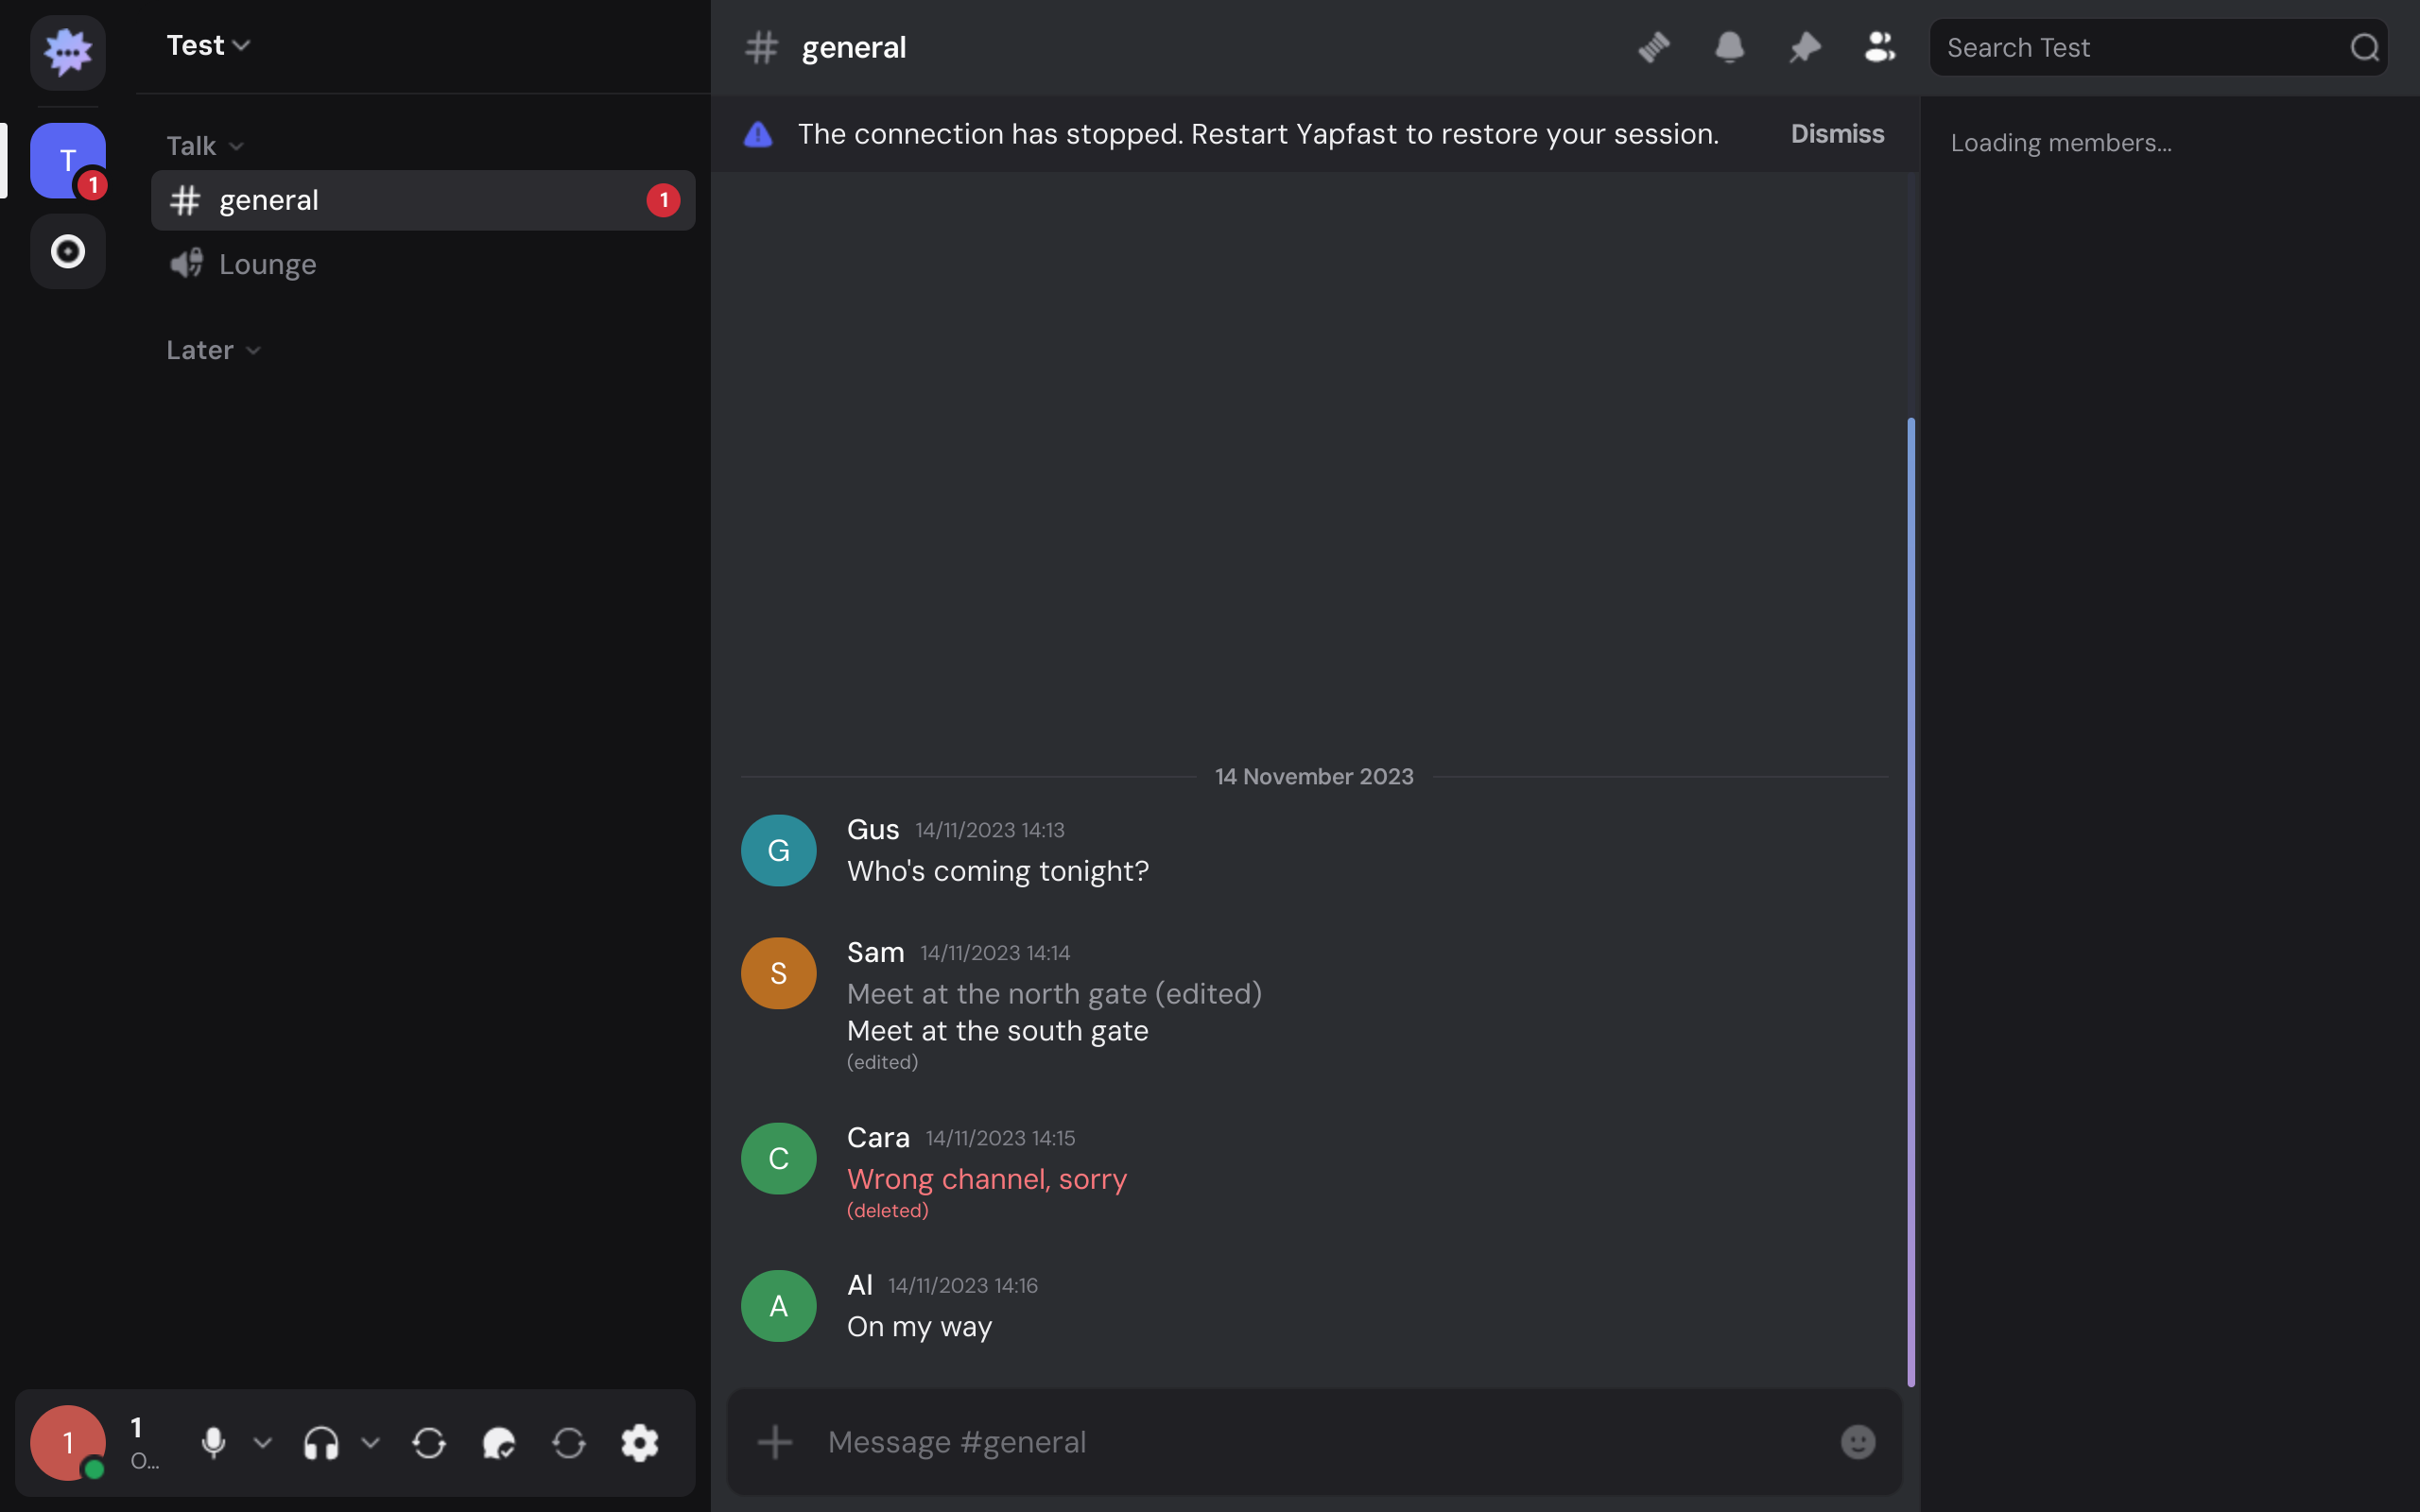 Test
general
Search Test
The connection has stopped. Restart Yapfast to restore your session.
Dismiss
Loading members...
T
1
Talk
general
1
Lounge
Later
14 November 2023
G
Gus 14/11/2023 14:13
Who's coming tonight?
S
Sam 14/11/2023 14:14
Meet at the north gate (edited)
Meet at the south gate
(edited)
C
Cara 14/11/2023 14:15
Wrong channel, sorry
(deleted)
A
Al 14/11/2023 14:16
On my way
1
1
O...
Message #general